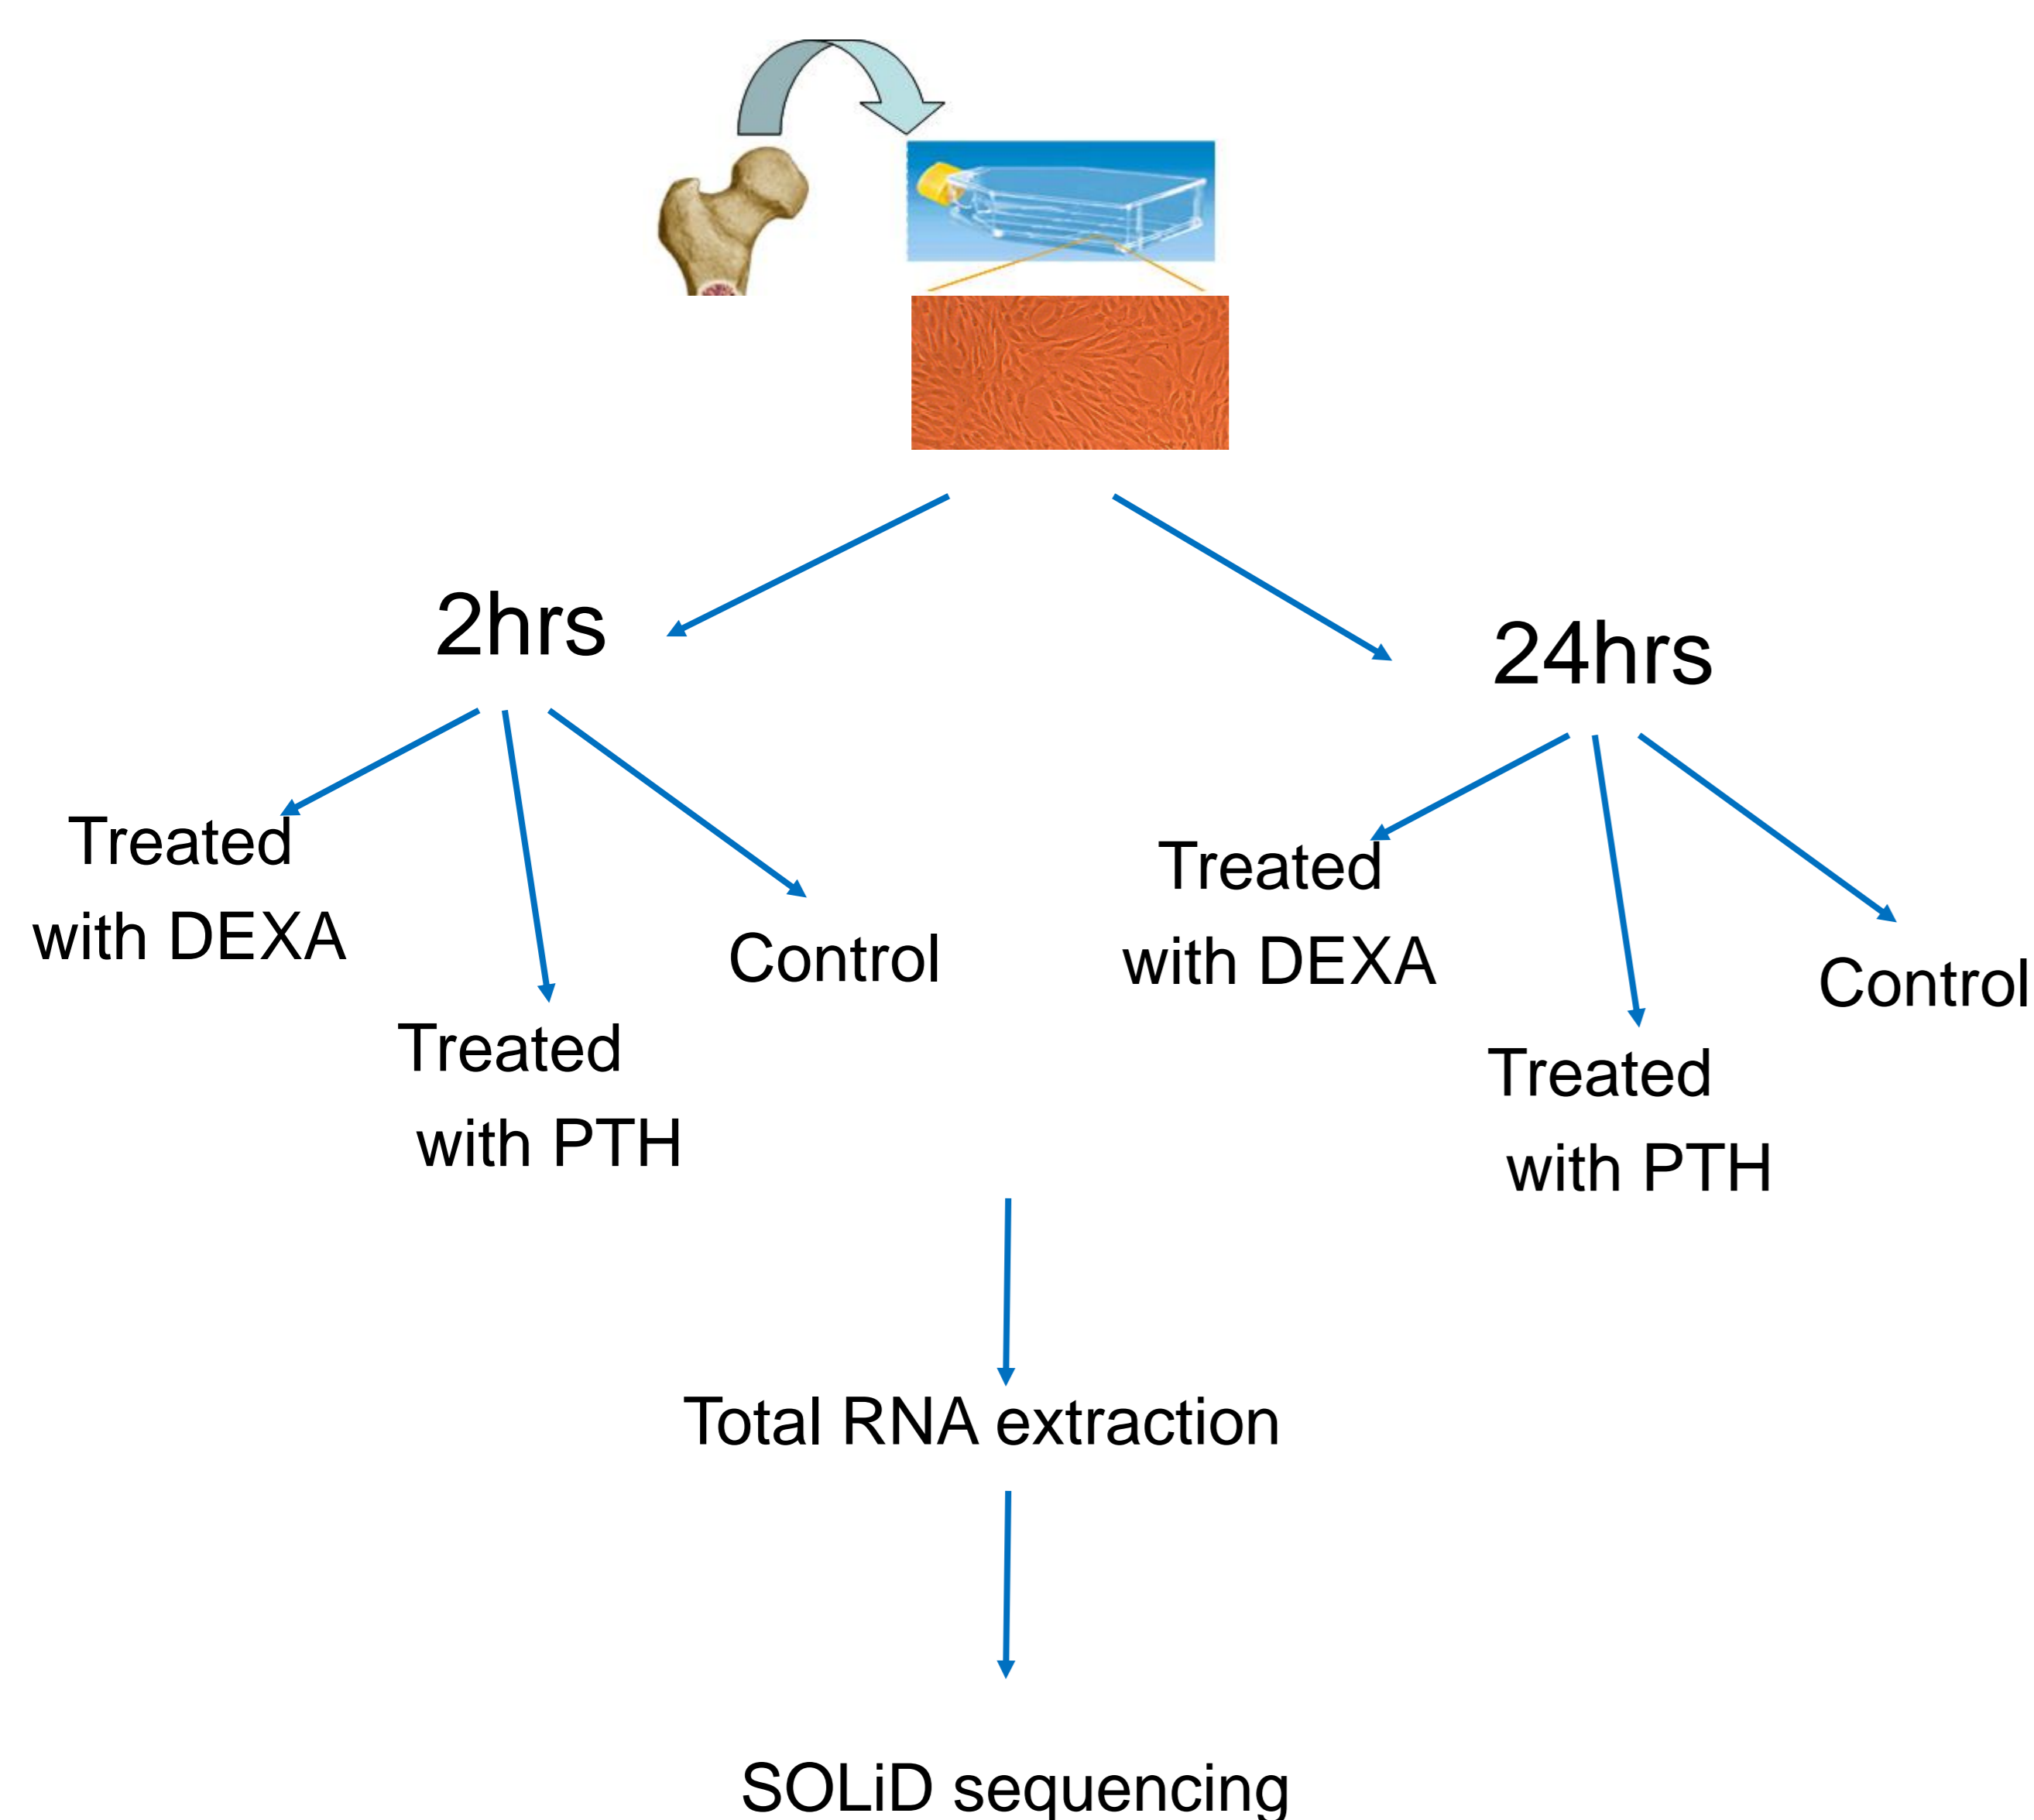 2hrs
24hrs
Treated
with DEXA
Treated
with PTH
Control
Treated
with DEXA
Treated
with PTH
Control
Total RNA extraction
SOLiD sequencing